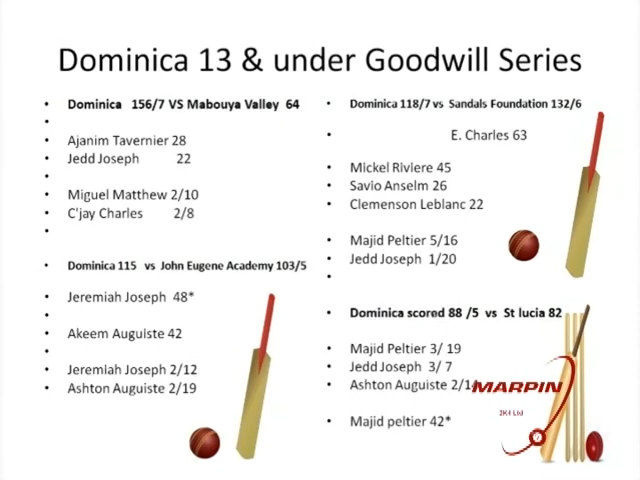 Dominica 13 & under Goodwill Series
Dominica 156/7 VS Mabouya Valley 64
Ajanim Tavernier 28
Jedd Joseph 22
Miguel Matthew 2/10
C'jay Charles 2/8
Dominica 115 vs John Eugene Academy 103/5
Jeremiah Joseph 48*
Akeem Auguiste 42
Jeremiah Joseph 2/12
Ashton Auguiste 2/19
Dominica 118/7 vs Sandals Foundation 132/6
E. Charles 63
Mickel Riviere 45
Savio Anselm 26
Clemenson Leblanc 22
Majid Peltier 5/16
Jedd Joseph 1/20
Dominica scored 88 /5 vs St lucia 82
Majid Peltier 3/ 19
Jedd Joseph 3/ 7
Ashton Auguiste 2/14
Majid peltier 42*
MARPIN
2K4 Ltd